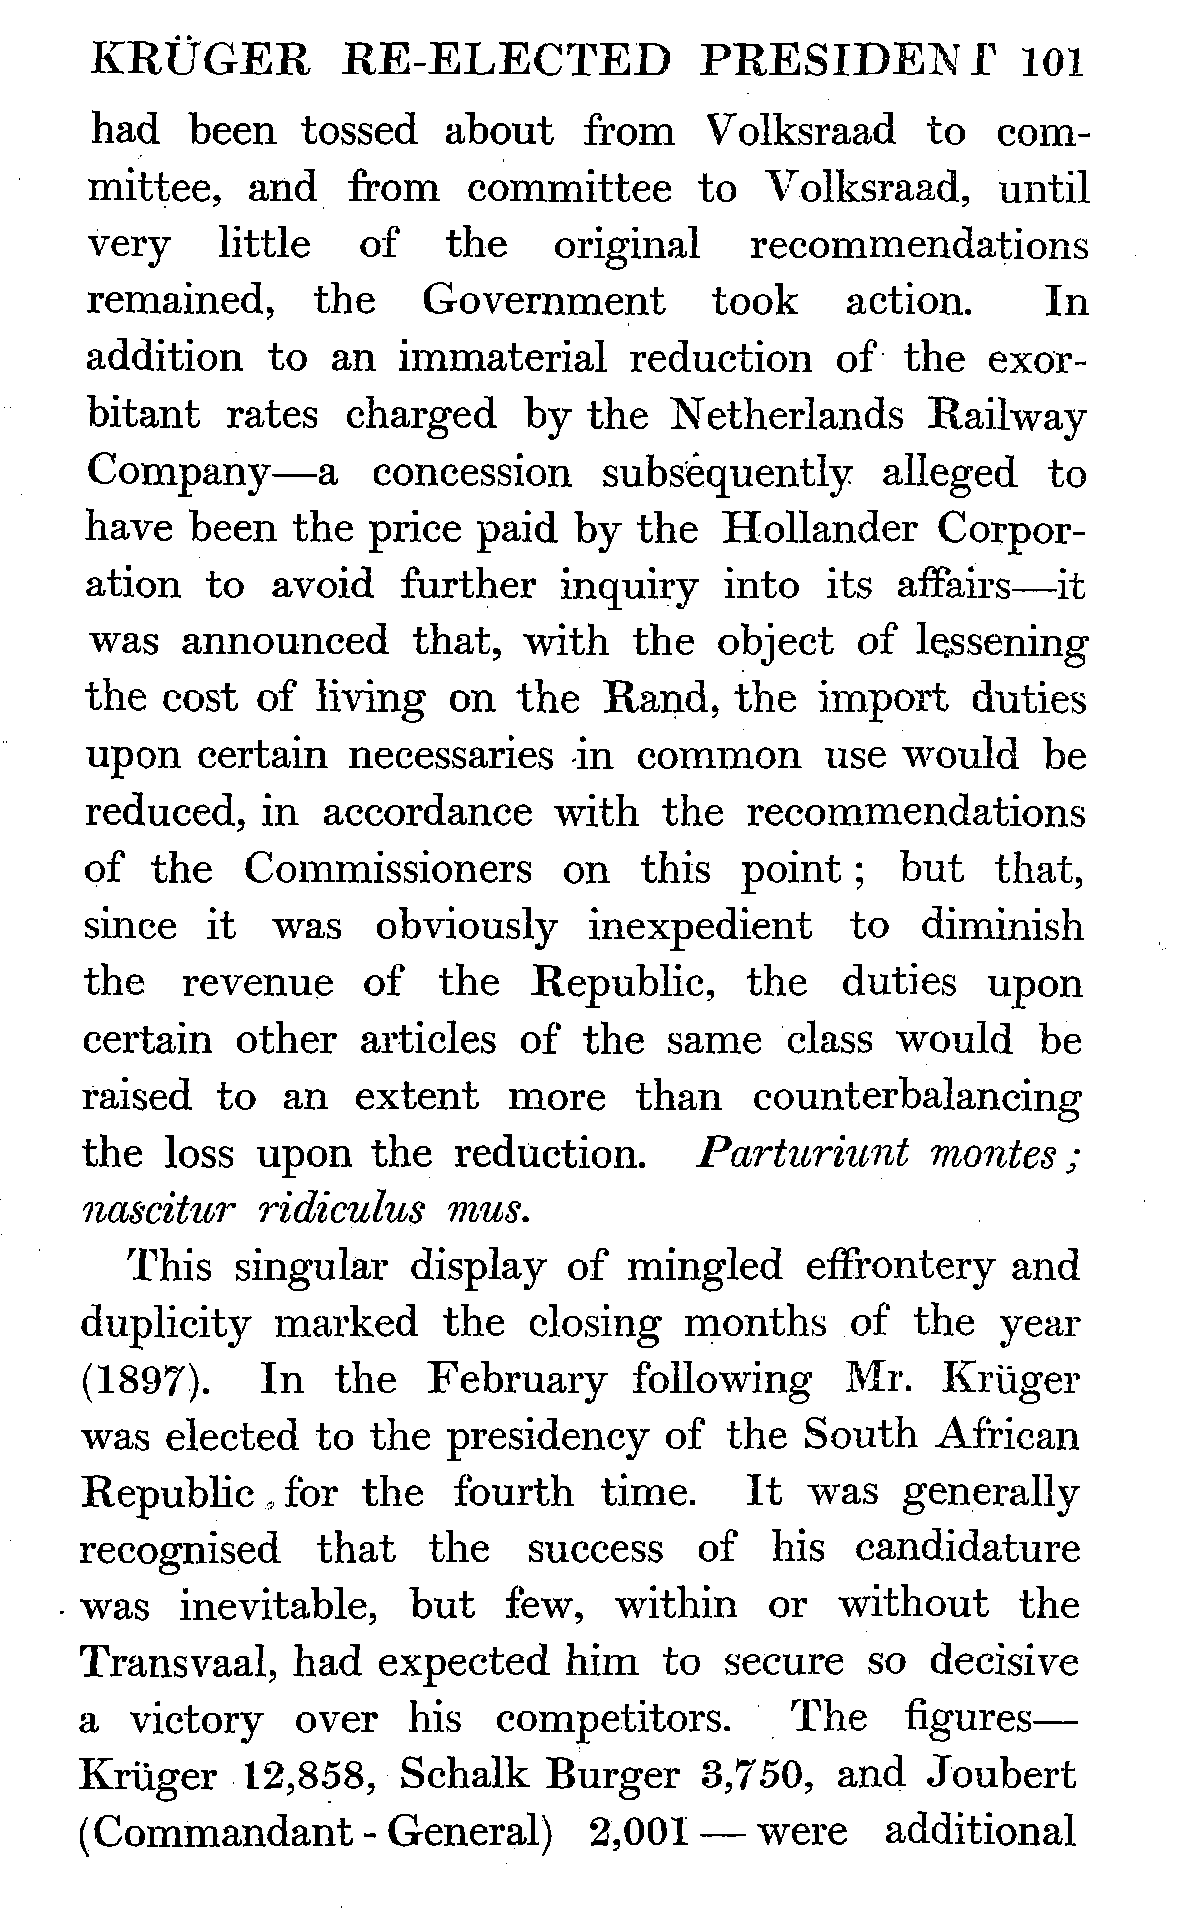 KRÜGER RE-ELECTED PRESIDENT 101
had been tossed about from Volksraad to com-
mittee, and from committee to Volksraad, until
very little of the original recommendations
remained, the Government took action. In
addition to an immaterial reduction of the exor-
bitant rates charged by the Netherlands Railway
Company—a concession subsequently alleged to
have been the price paid by the Hollander Corpor-
ation to avoid further inquiry into its affairs—it
was announced that, with the object of lessening
the cost of living on the Rand, the import duties
upon certain necessaries in common use would be
reduced, in accordance with the recommendations
of the Commissioners on this point ; but that,
since it was obviously inexpedient to diminish
the revenue of the Republic, the duties upon
certain other articles of the same class would be
raised to an extent more than counterbalancing
the loss upon the reduction. Parturiunt montes ;
nascitur ridiculus mus.
This singular display of mingled effrontery and
duplicity marked the closing months of the year
(1897). In the February following Mr. Krüger
was elected to the presidency of the South African
Republic for the fourth time. It was generally
recognised that the success of his candidature
was inevitable, but few, within or without the
Transvaal, had expected him to secure so decisive
a victory over his competitors. The figures—
Krüger 12,858, Schalk Burger 3,750, and Joubert
(Commandant - General) 2,001 — were additional